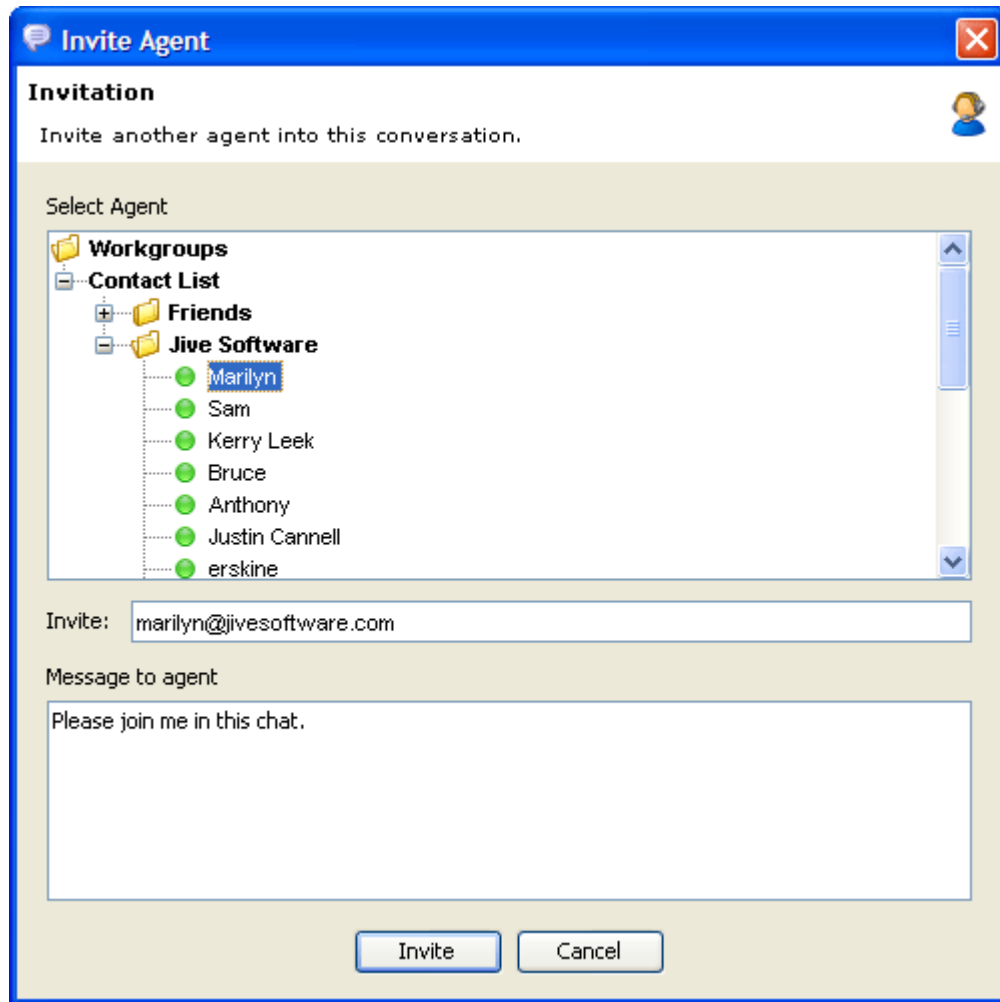 Invite Agent
Invitation
Invite another agent into this conversation.
Select Agent
Workgroups
Contact List
Friends
Jive Software
Marilyn
Sam
Kerry Leek
Bruce
Anthony
Justin Cannell
erskine
Invite: marilyn@jivesoftware.com
Message to agent
Please join me in this chat.
Invite Cancel